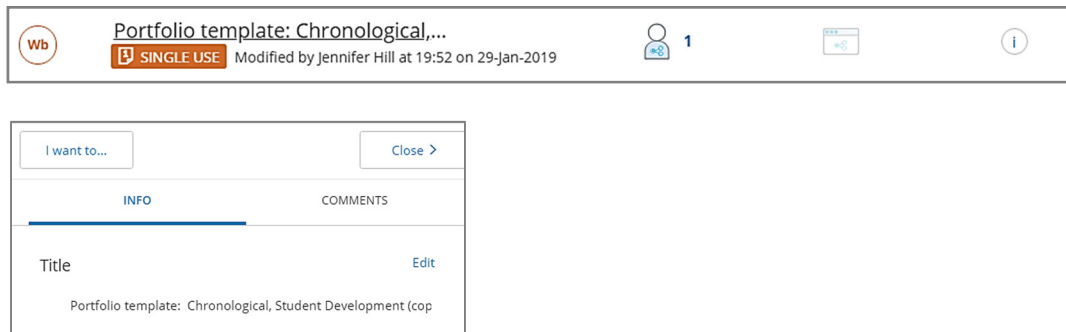 Wb
Portfolio template: Chronological,...
SINGLE USE Modified by Jennifer Hill at 19:52 on 29-Jan-2019
1
i
I want to...
Close >
INFO COMMENTS
Title
Edit
Portfolio template: Chronological, Student Development (cop